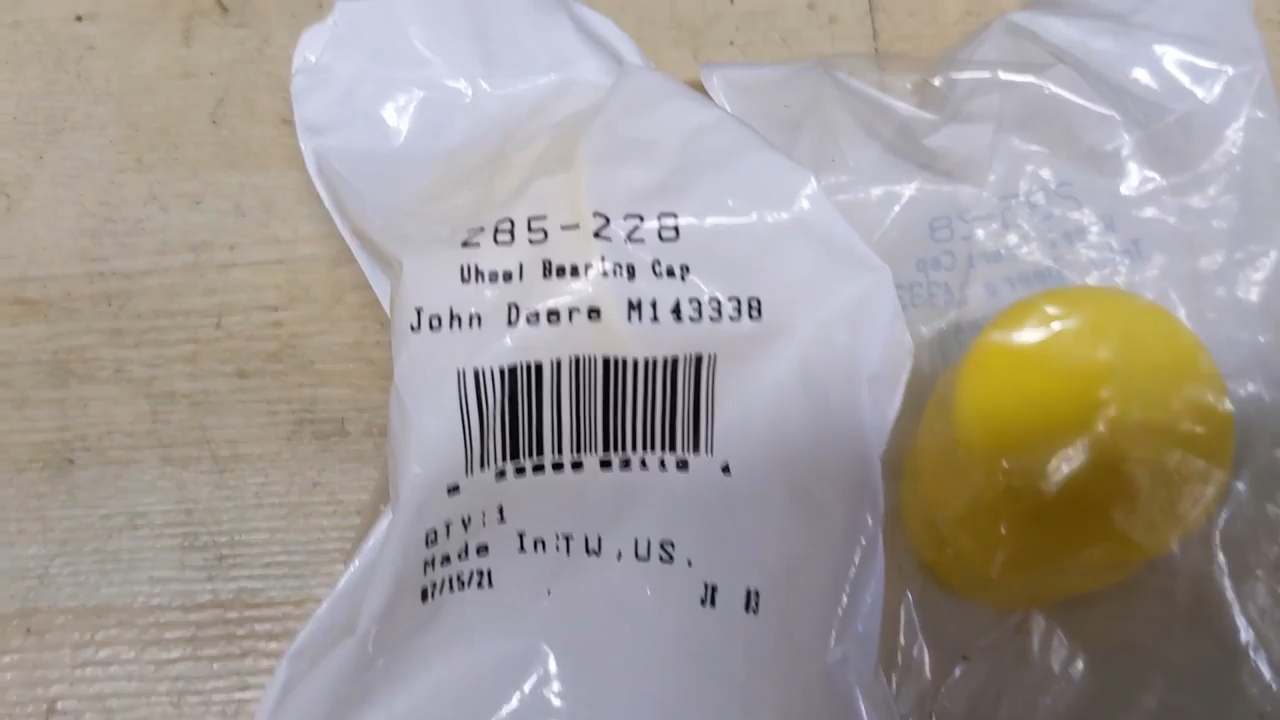 285-228
Wheel Bearing Cap
John Deere M143338
QTY:1
Made In:TW,US.
07/15/21